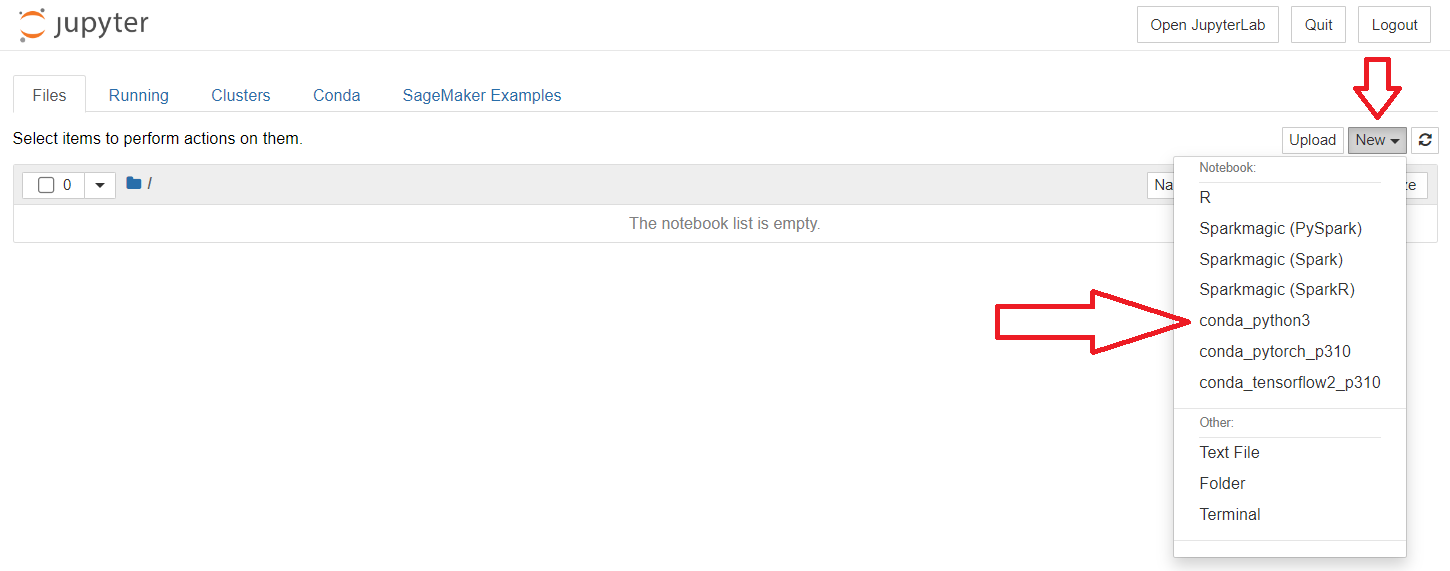 jupyter
Open JupyterLab Quit Logout
Files Running Clusters Conda SageMaker Examples
Select items to perform actions on them.
Upload New
0 /
Na
The notebook list is empty.
Notebook:
R
Sparkmagic (PySpark)
Sparkmagic (Spark)
Sparkmagic (SparkR)
conda_python3
conda_pytorch_p310
conda_tensorflow2_p310
Other:
Text File
Folder
Terminal